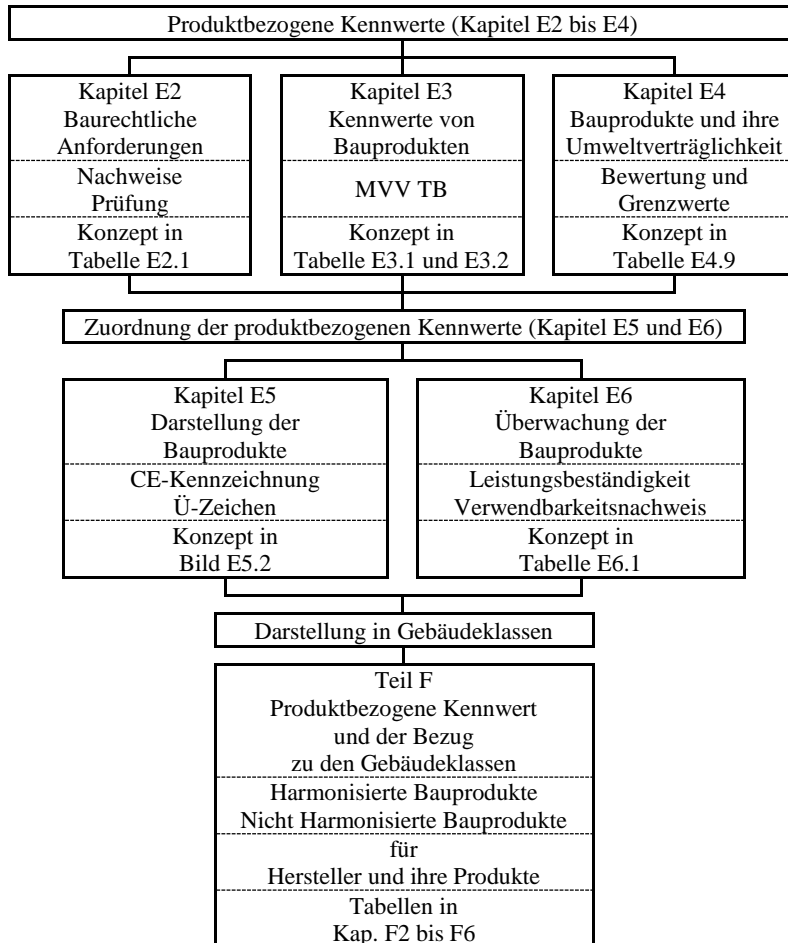 Produktbezogene Kennwerte (Kapitel E2 bis E4)
Kapitel E2
Baurechtliche
Anforderungen
Nachweise
Prüfung
Konzept in
Tabelle E2.1
Kapitel E3
Kennwerte von
Bauprodukten
MVV TB
Konzept in
Tabelle E3.1 und E3.2
Kapitel E4
Bauprodukte und ihre
Umweltverträglichkeit
Bewertung und
Grenzwerte
Konzept in
Tabelle E4.9
Zuordnung der produktbezogenen Kennwerte (Kapitel E5 und E6)
Kapitel E5
Darstellung der
Bauprodukte
CE-Kennzeichnung
Ü-Zeichen
Konzept in
Bild E5.2
Kapitel E6
Überwachung der
Bauprodukte
Leistungsbeständigkeit
Verwendbarkeitsnachweis
Konzept in
Tabelle E6.1
Darstellung in Gebäudeklassen
Teil F
Produktbezogene Kennwert
und der Bezug
zu den Gebäudeklassen
Harmonisierte Bauprodukte
Nicht Harmonisierte Bauprodukte
für
Hersteller und ihre Produkte
Tabellen in
Kap. F2 bis F6